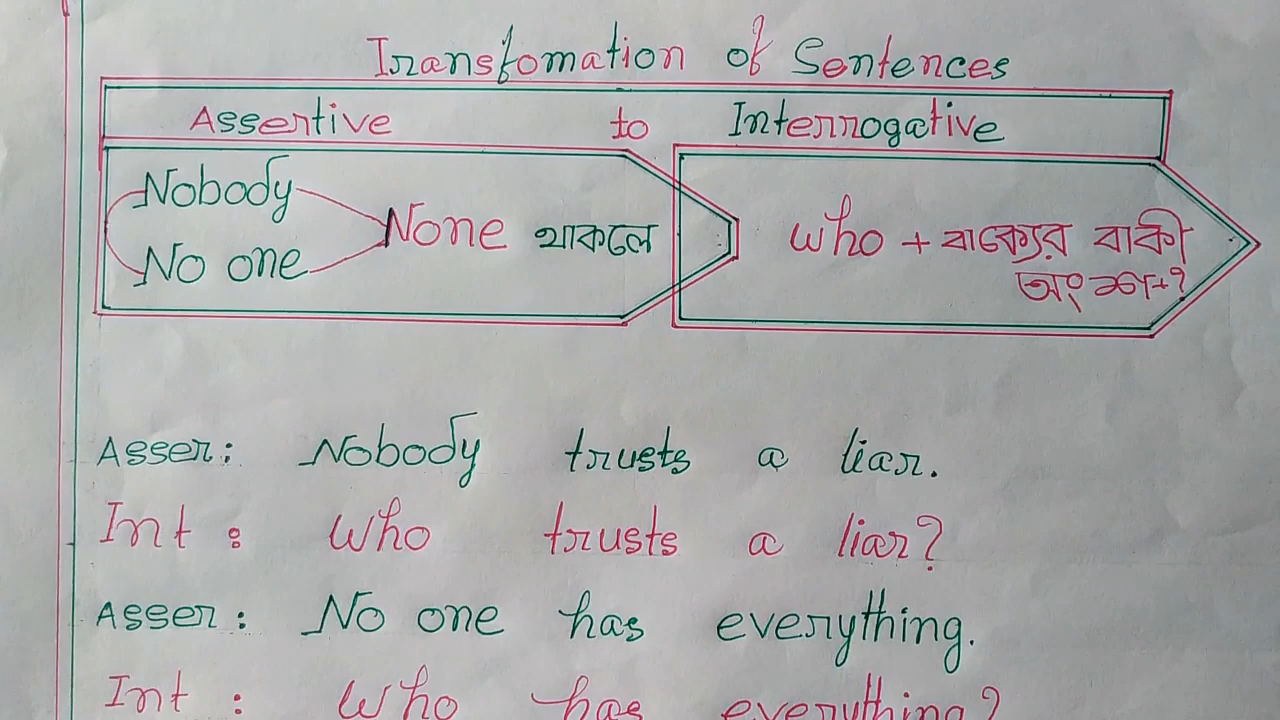 Transfomation of Sentences
Assertive to Interrogative
Nobody
No one
None থাকলে
who + বাক্যের বাকী
অংশ+?
Asser: Nobody trusts a liar.
Int : Who trusts a liar?
Asser: No one has everything.
Int : Who has everything?